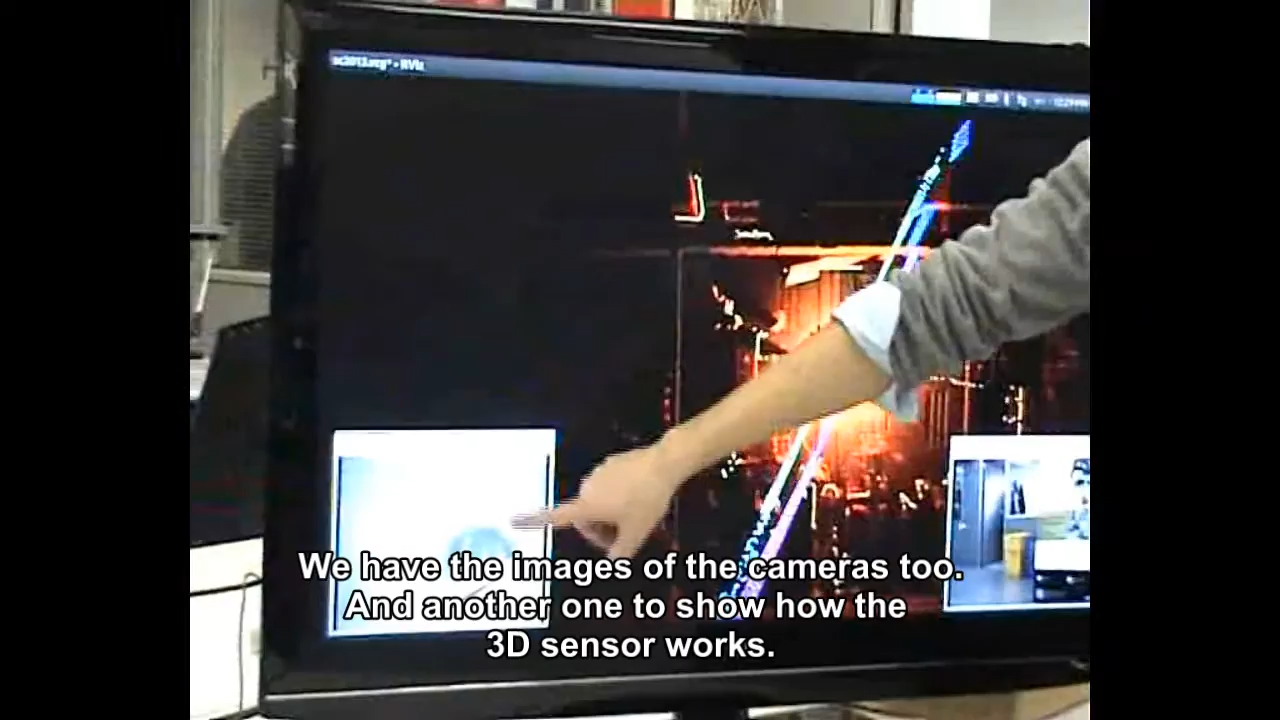 We have the images of the cameras too.
And another one to show how the
3D sensor works.